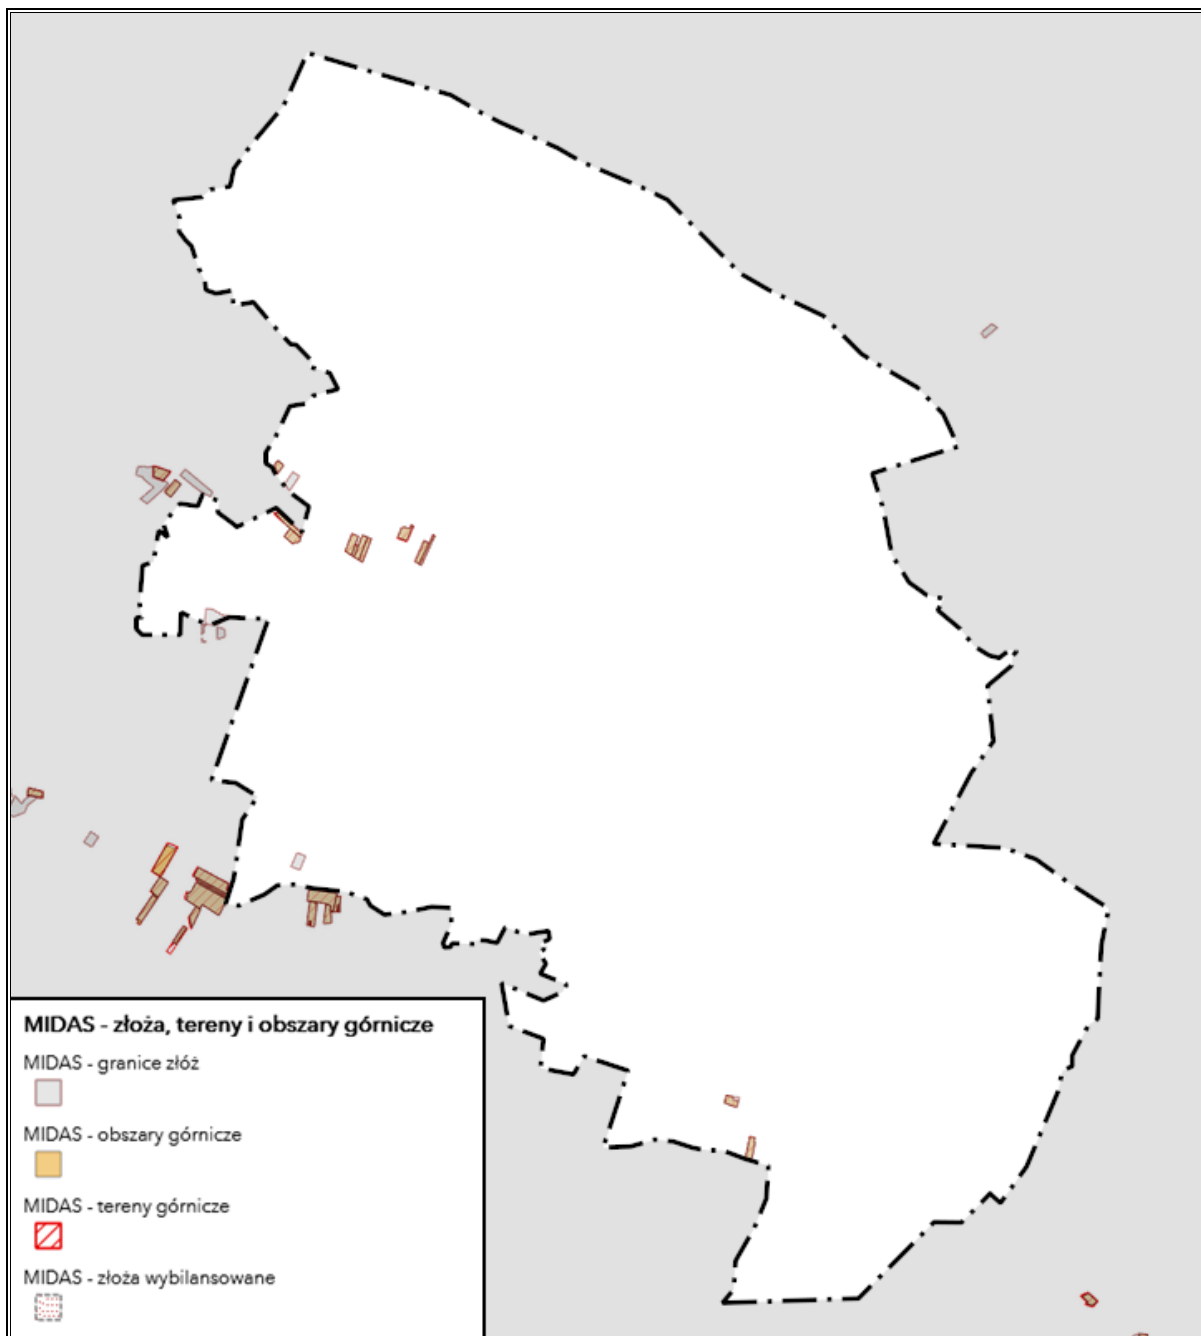 MIDAS - złoża, tereny i obszary górnicze
MIDAS - granice złóż
MIDAS - obszary górnicze
MIDAS - tereny górnicze
MIDAS - złoża wybilansowane